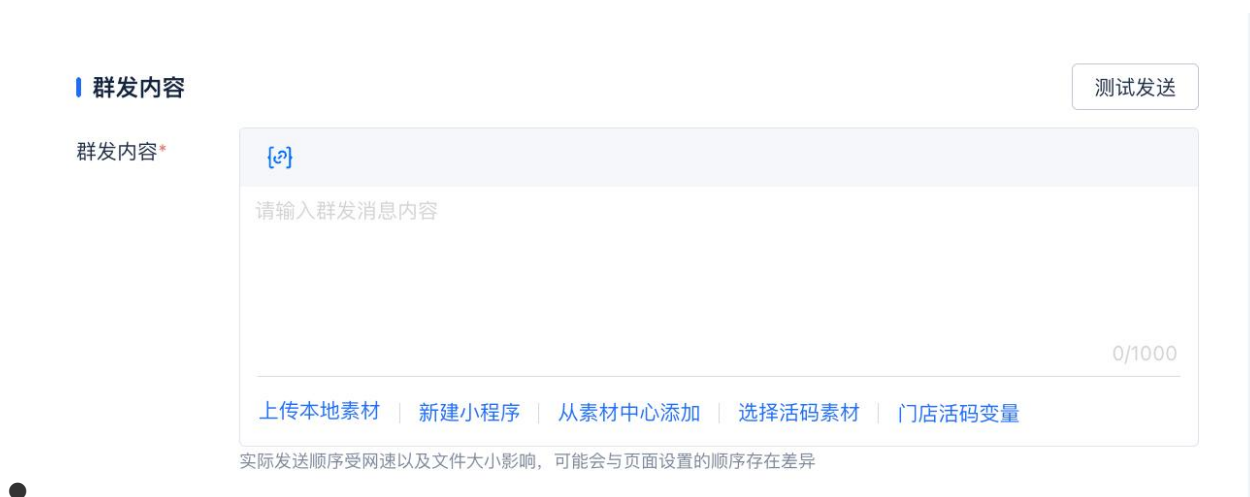 群发内容
测试发送
群发内容*
请输入群发消息内容
0/1000
上传本地素材 新建小程序 从素材中心添加 选择活码素材 门店活码变量
实际发送顺序受网速以及文件大小影响，可能会与页面设置的顺序存在差异